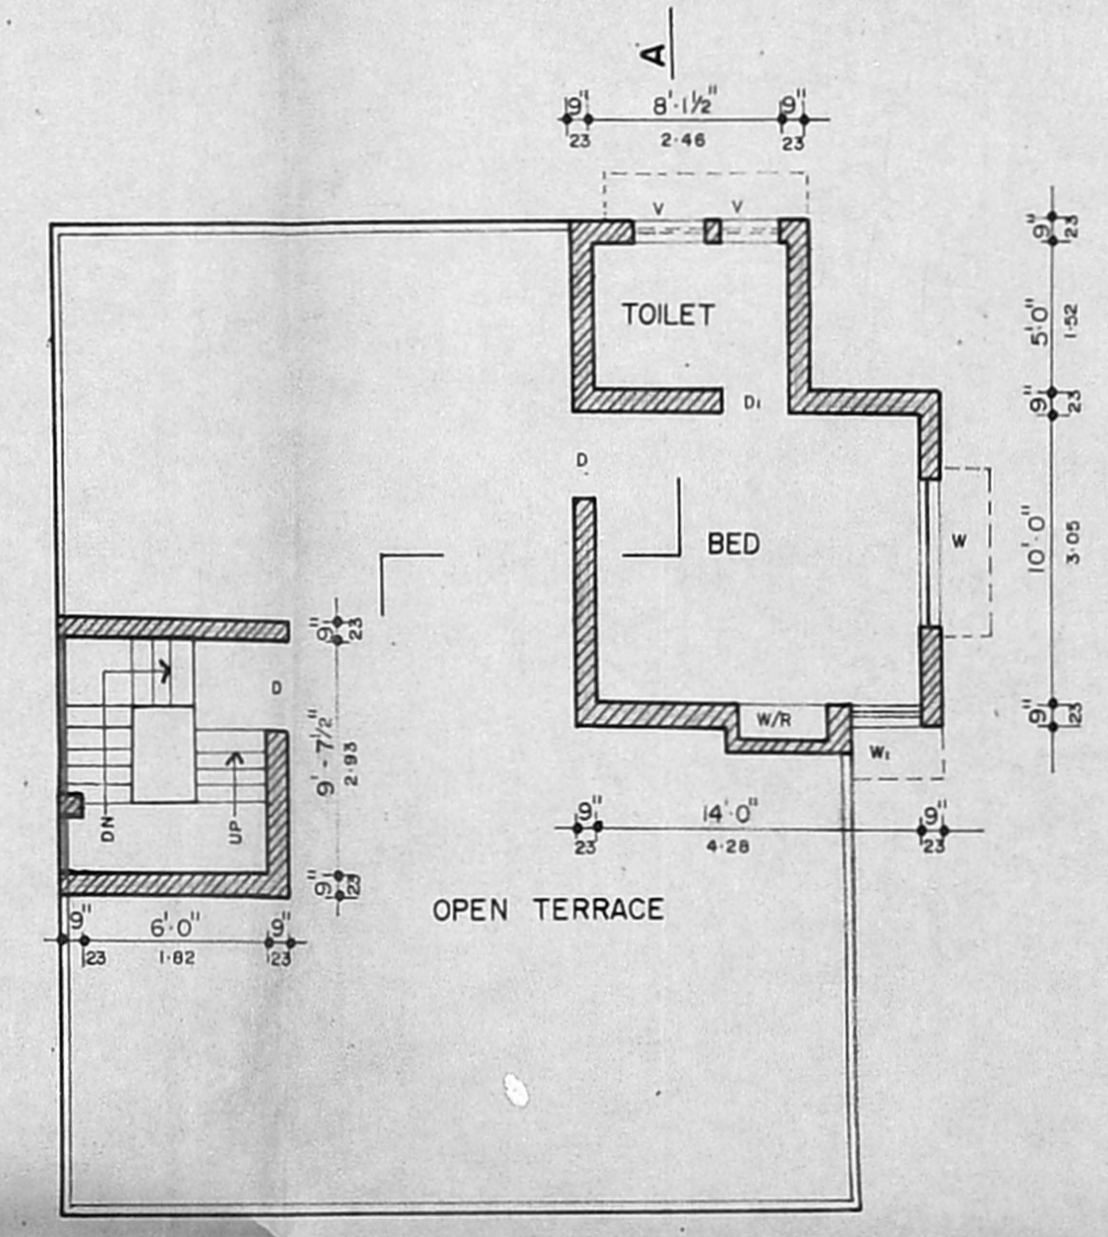 A
9" 8'·1½" 9"
23 2·46 23
V V
9" 23
TOILET
5'0" 1·52
9" 23
D1
D
BED
W
10'·0" 3·05
9" 23
D
9'-7½" 2·93
W/R
9" 23
W1
DN
UP
9" 14'·0" 9"
23 4·28 23
9" 23
OPEN TERRACE
9" 6'·0" 9"
23 1·82 23